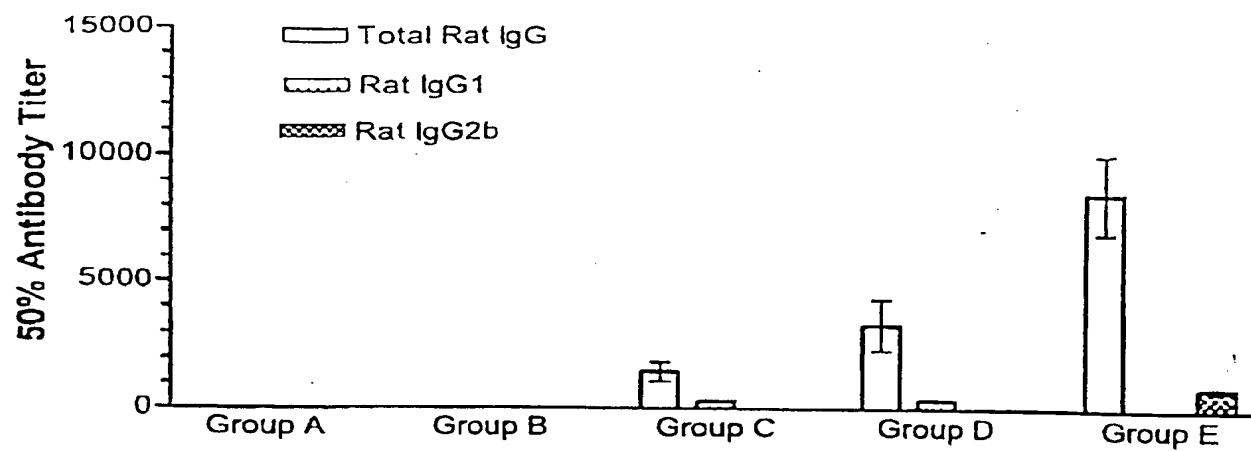 50% Antibody Titer
15000
10000
5000
0
Total Rat IgG
Rat IgG1
Rat IgG2b
Group A Group B Group C Group D Group E